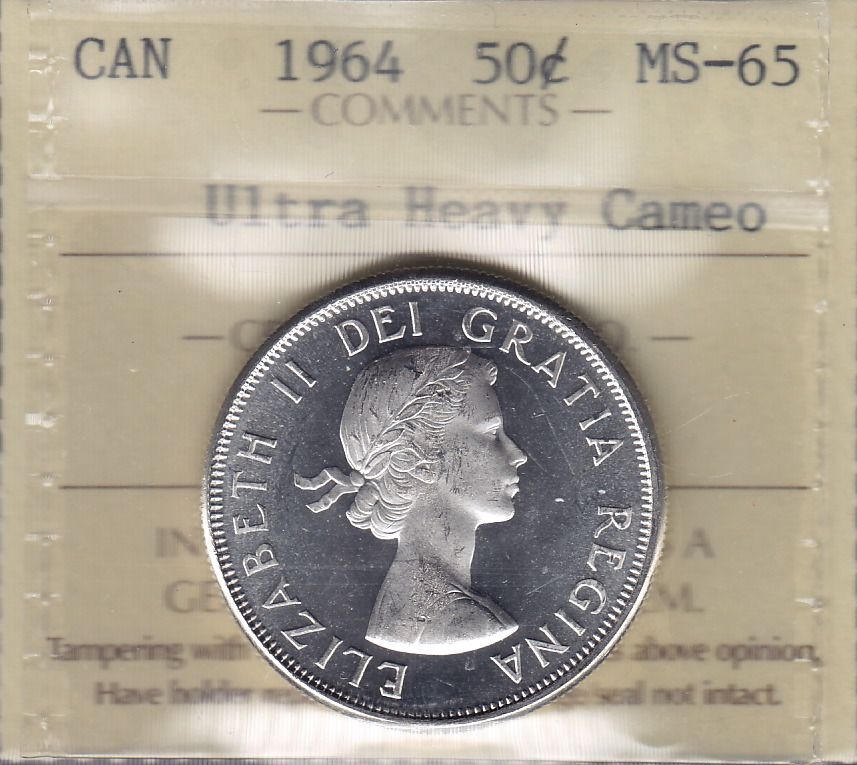 CAN 1964 50¢ MS-65
— COMMENTS —
Ultra Heavy Cameo
ELIZABETH II DEI GRATIA REGINA
A
Tampering with above opinion,
Have holder seal not intact.